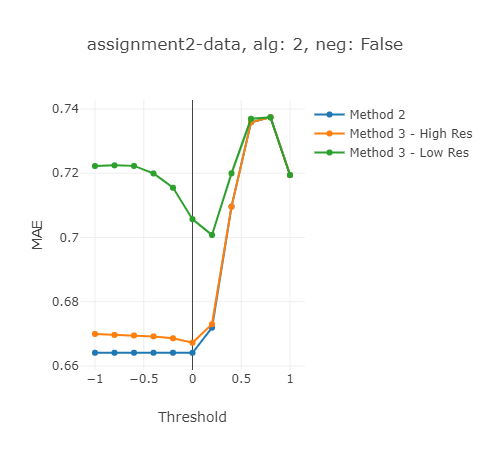 assignment2-data, alg: 2, neg: False
Method 2
Method 3 - High Res
Method 3 - Low Res
0.74
0.72
0.7
0.68
0.66
MAE
−1
−0.5
0
0.5
1
Threshold